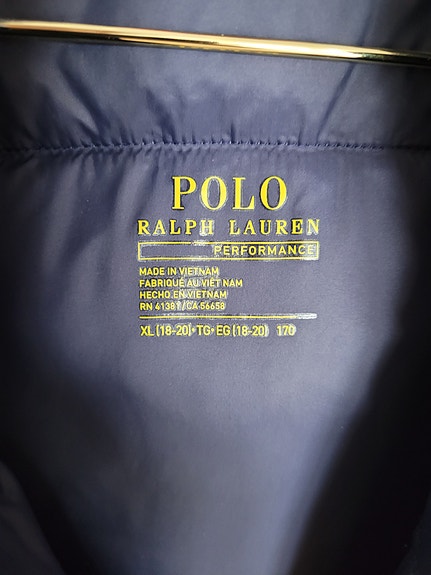 POLO
RALPH LAUREN
PERFORMANCE
MADE IN VIETNAM
FABRIQUÉ AU VIÊT NAM
HECHO EN VIETNAM
RN 41381 / CA 56658
XL (18-20) • TG • EG (18-20) 170